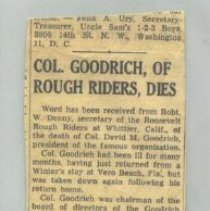 Felix A. Ury, Secretary-
Treasurer, Uncle Sam's 1-2-3 Boys,
3900 14th St. N. W., Washington
11, D. C.
COL. GOODRICH, OF
ROUGH RIDERS, DIES
Word has been received from Robt.
W. Denny, secretary of the Roosevelt
Rough Riders at Whittier, Calif., of
the death of Col. David M. Goodrich,
president of the famous organization.
Col. Goodrich had been ill for many
months, having just returned from a
Winter's stay at Vero Beach, Fla., but
was taken down again following his
return home.
Col. Goodrich was chairman of the
board of directors of the Goodrich